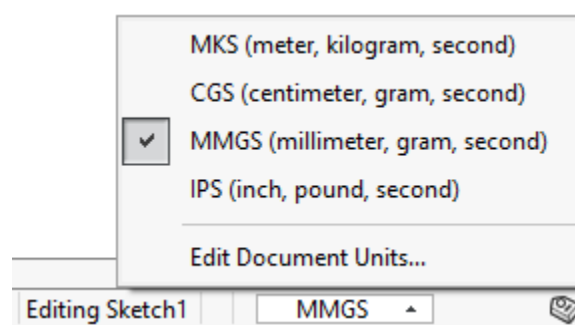 MKS (meter, kilogram, second)
CGS (centimeter, gram, second)
MMGS (millimeter, gram, second)
IPS (inch, pound, second)
Edit Document Units...
Editing Sketch1 MMGS